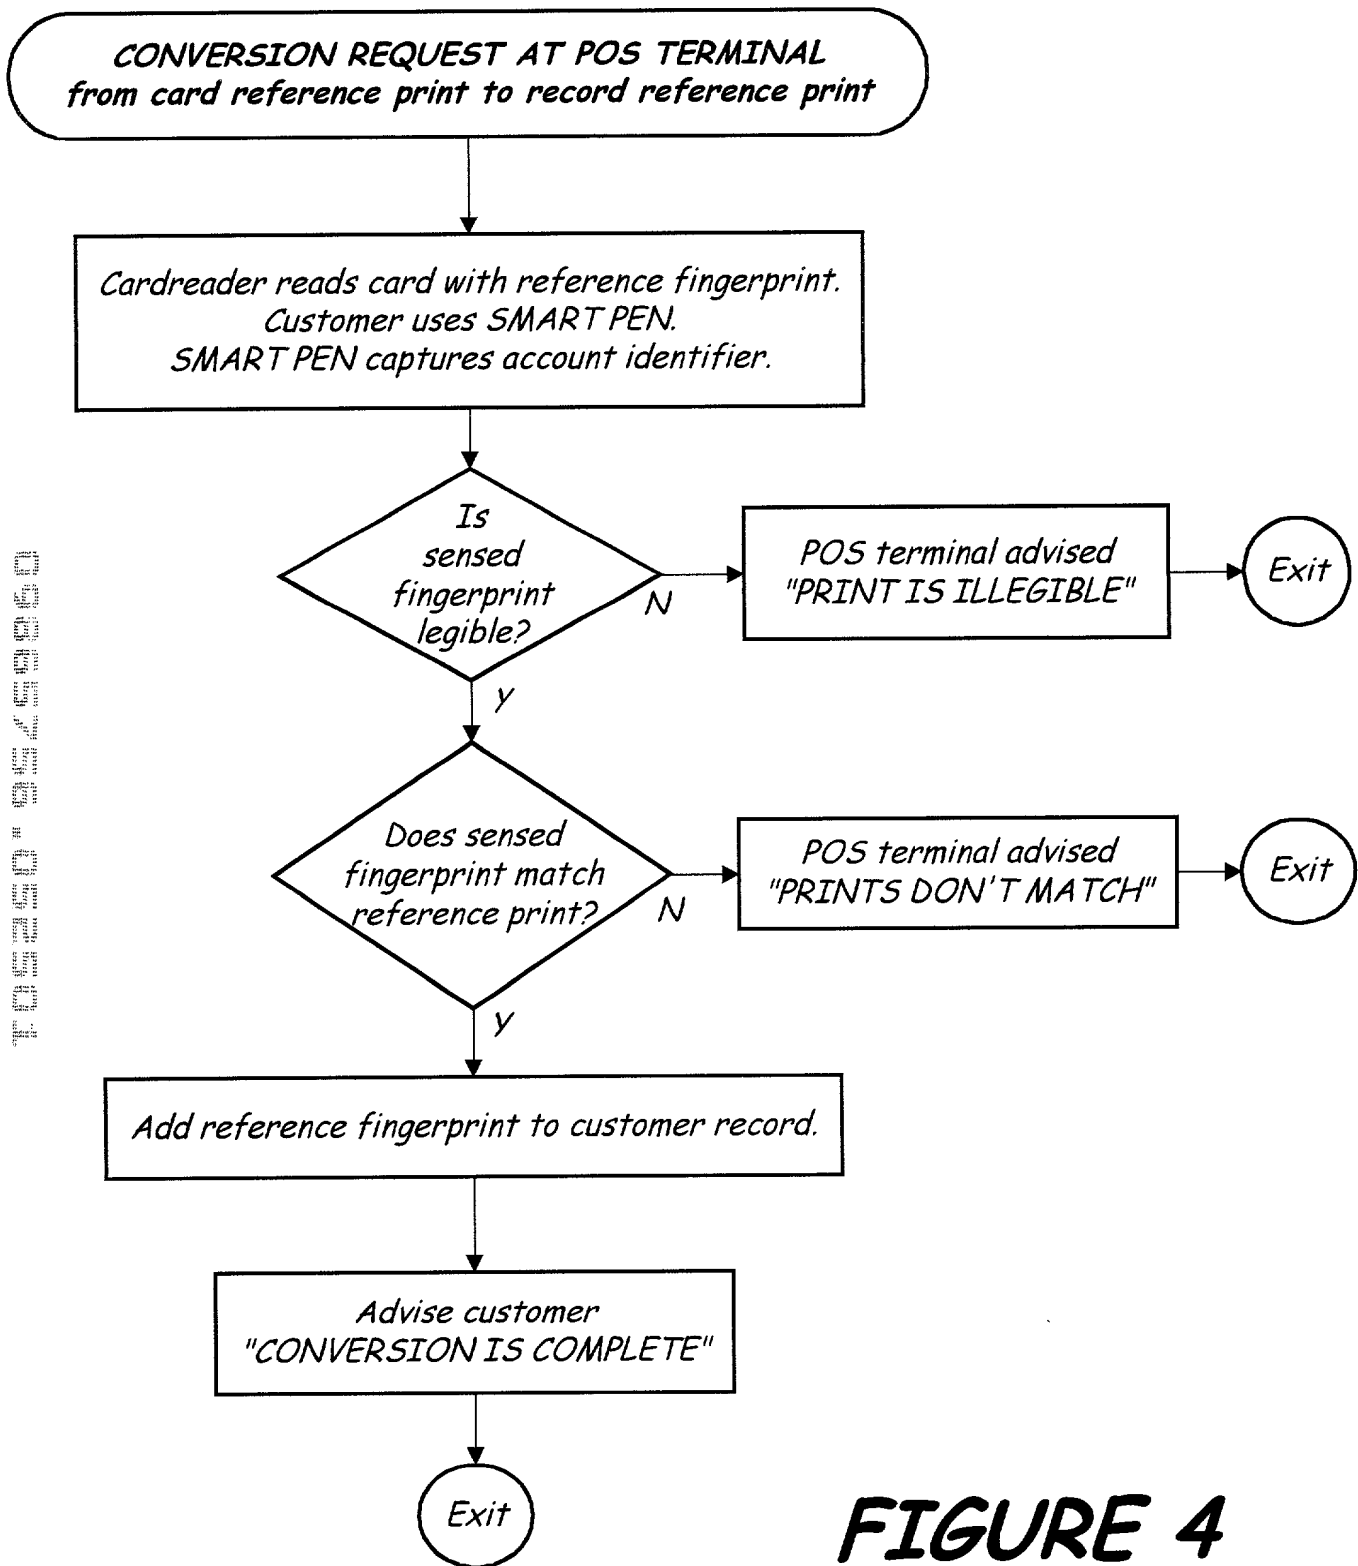 CONVERSION REQUEST AT POS TERMINAL
from card reference print to record reference print
Cardreader reads card with reference fingerprint.
Customer uses SMART PEN.
SMART PEN captures account identifier.
Is
sensed
fingerprint
legible?
N
POS terminal advised
"PRINT IS ILLEGIBLE"
Exit
y
Does sensed
fingerprint match
reference print?
N
POS terminal advised
"PRINTS DON'T MATCH"
Exit
y
Add reference fingerprint to customer record.
Advise customer
"CONVERSION IS COMPLETE"
Exit
FIGURE 4